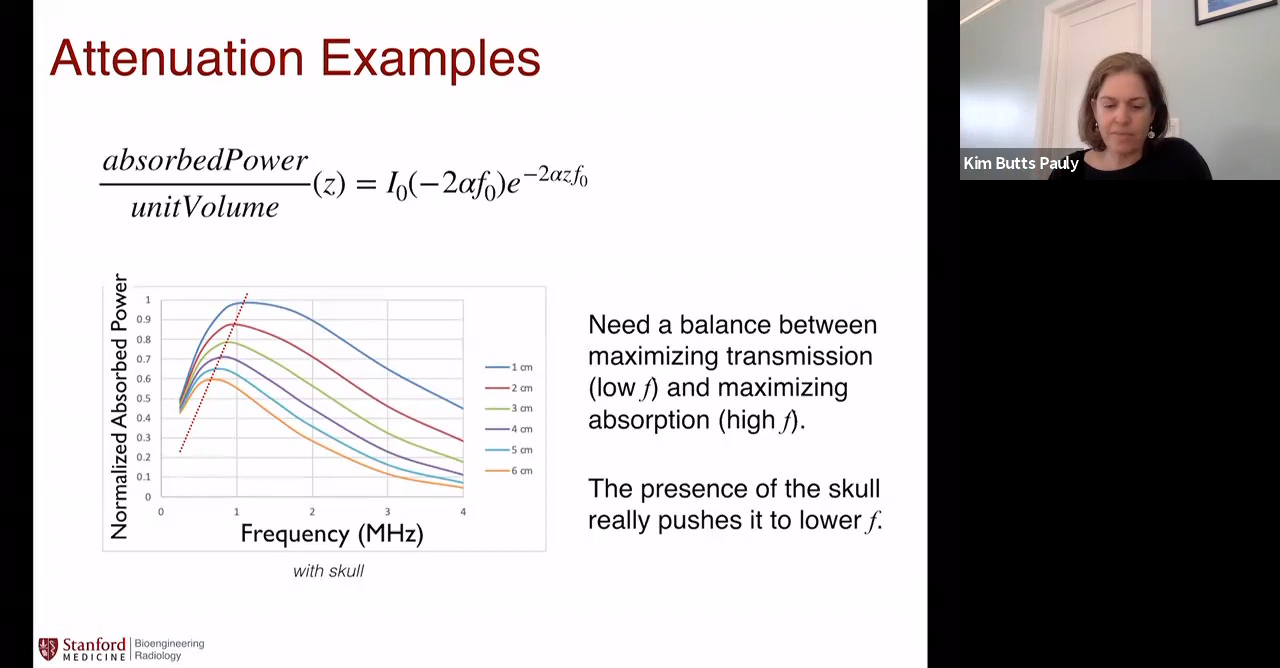 Attenuation Examples
absorbedPower
unitVolume
(z) = I₀(−2αf₀)e^{−2αzf₀}
Normalized Absorbed Power
1
0.9
0.8
0.7
0.6
0.5
0.4
0.3
0.2
0.1
0
0 1 2 3 4
Frequency (MHz)
1 cm
2 cm
3 cm
4 cm
5 cm
6 cm
with skull
Need a balance between
maximizing transmission
(low f) and maximizing
absorption (high f).
The presence of the skull
really pushes it to lower f.
Stanford
MEDICINE
Bioengineering
Radiology
Kim Butts Pauly